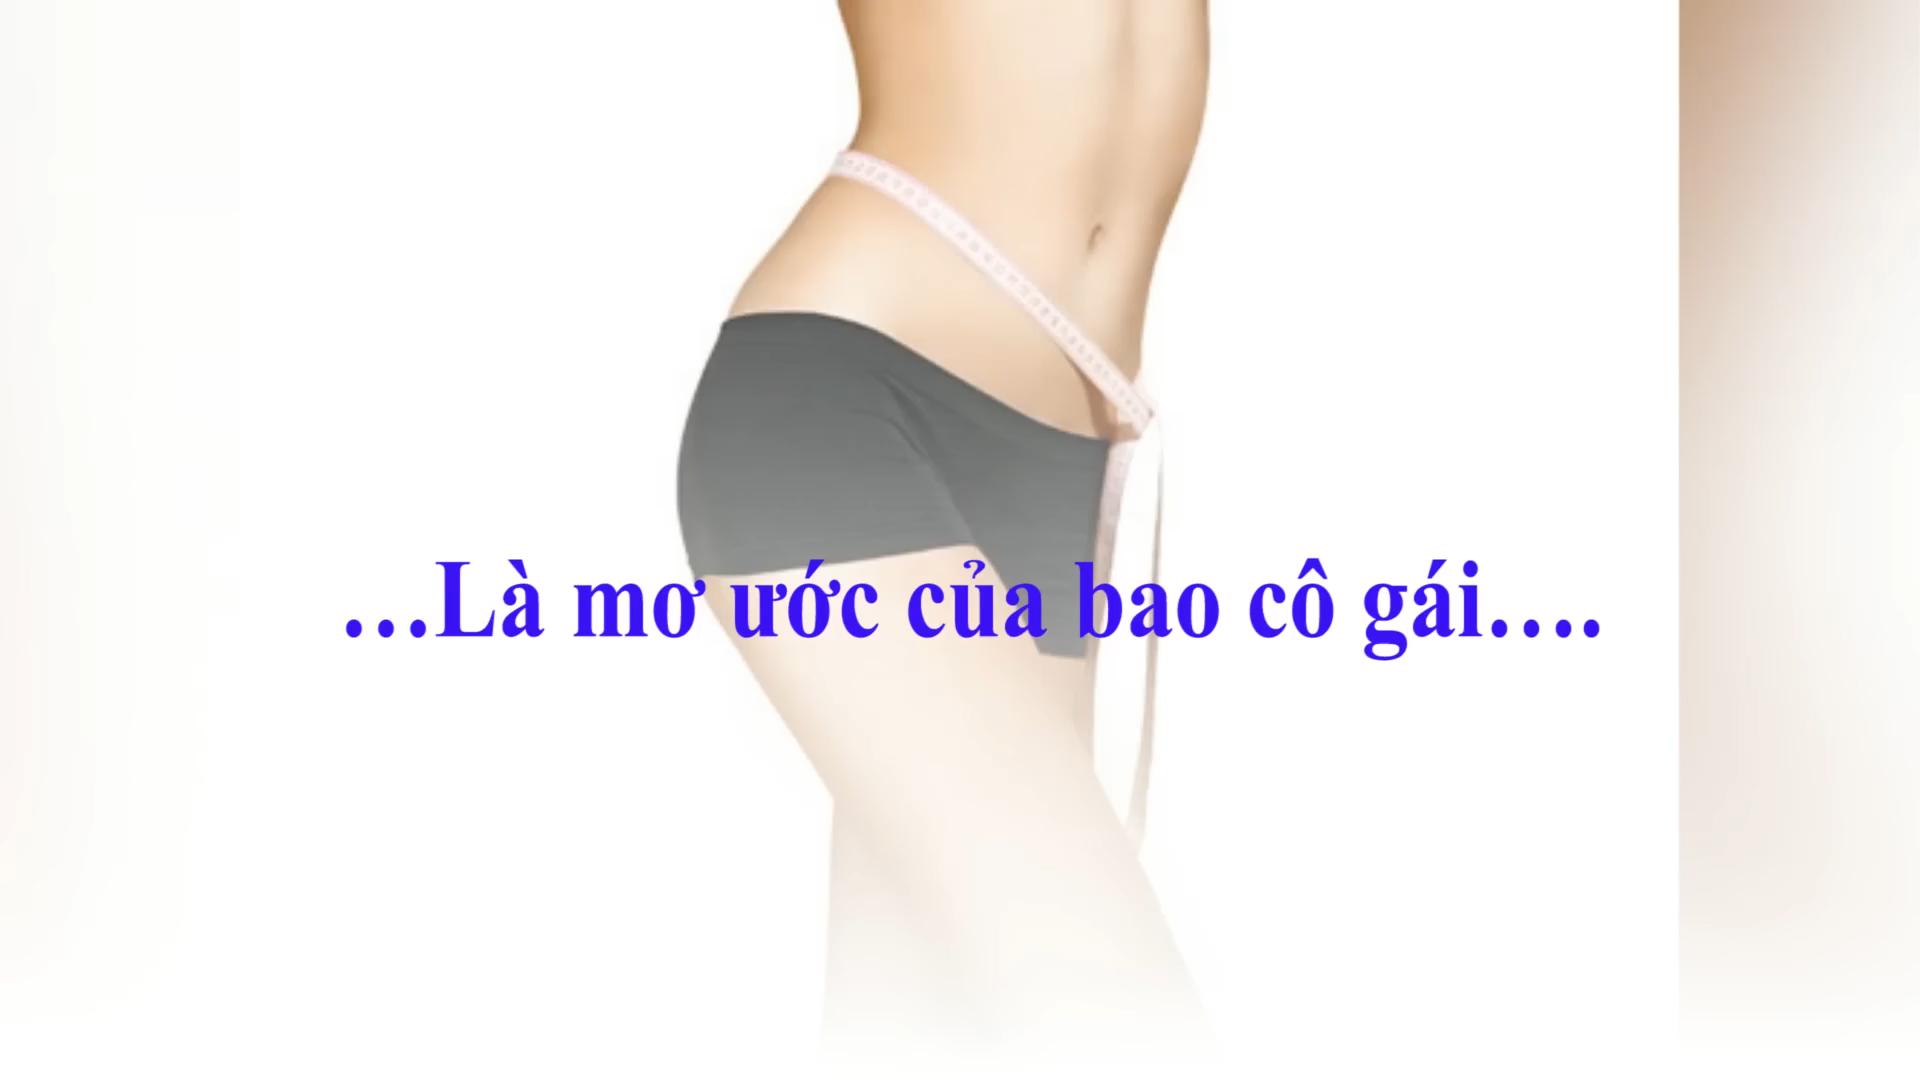 ...Là mơ ước của bao cô gái....